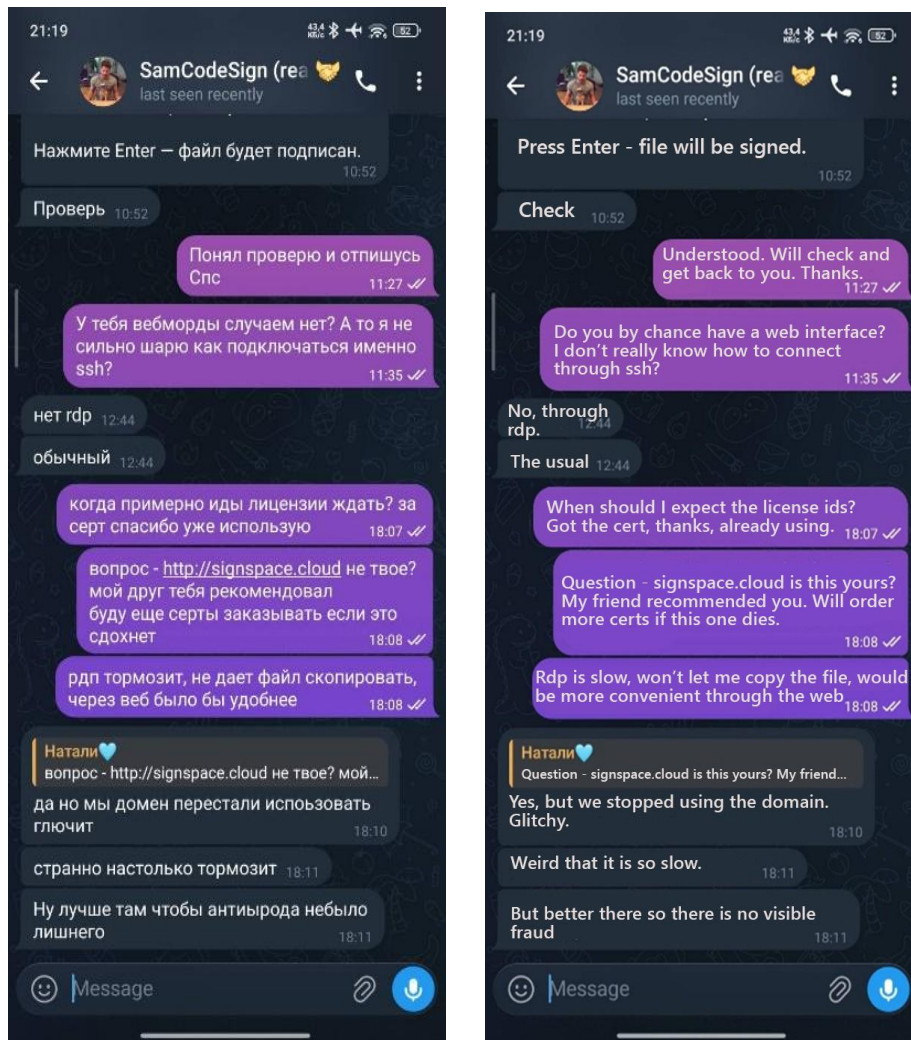 21:19
43,4 КБ/с
52
SamCodeSign (rea
last seen recently
Нажмите Enter — файл будет подписан.
10:52
Проверь 10:52
Понял проверю и отпишусь
Спс
11:27
У тебя вебморды случаем нет? А то я не
сильно шарю как подключаться именно
ssh?
11:35
нет rdp 12:44
обычный 12:44
когда примерно иды лицензии ждать? за
серт спасибо уже использую
18:07
вопрос - http://signspace.cloud не твое?
мой друг тебя рекомендовал
буду еще серты заказывать если это
сдохнет
18:08
рдп тормозит, не дает файл скопировать,
через веб было бы удобнее
18:08
Натали🩵
вопрос - http://signspace.cloud не твое? мой...
да но мы домен перестали испоьзовать
глючит
18:10
странно настолько тормозит 18:11
Ну лучше там чтобы антиырода небыло
лишнего
18:11
Message
21:19
43,4 КБ/с
52
SamCodeSign (rea
last seen recently
Press Enter - file will be signed.
10:52
Check 10:52
Understood. Will check and
get back to you. Thanks.
11:27
Do you by chance have a web interface?
I don’t really know how to connect
through ssh?
11:35
No, through
rdp.
12:44
The usual 12:44
When should I expect the license ids?
Got the cert, thanks, already using. 18:07
Question - signspace.cloud is this yours?
My friend recommended you. Will order
more certs if this one dies.
18:08
Rdp is slow, won’t let me copy the file, would
be more convenient through the web
18:08
Натали🩵
Question - signspace.cloud is this yours? My friend...
Yes, but we stopped using the domain.
Glitchy.
18:10
Weird that it is so slow.
18:11
But better there so there is no visible
fraud
18:11
Message